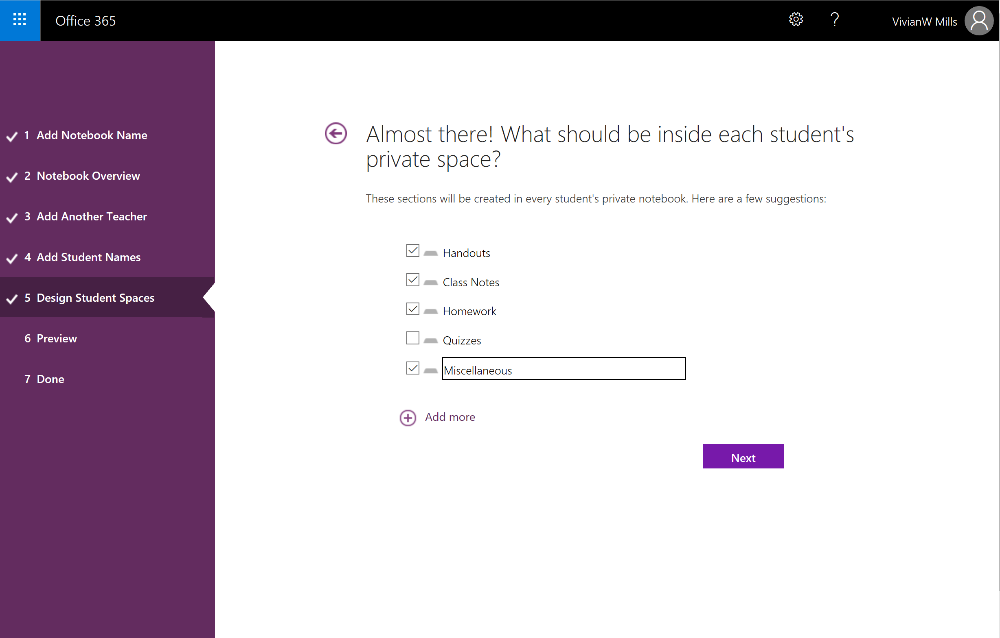 Office 365
?
VivianW Mills
1 Add Notebook Name
2 Notebook Overview
3 Add Another Teacher
4 Add Student Names
5 Design Student Spaces
6 Preview
7 Done
Almost there! What should be inside each student's
private space?
These sections will be created in every student's private notebook. Here are a few suggestions:
Handouts
Class Notes
Homework
Quizzes
Miscellaneous
Add more
Next